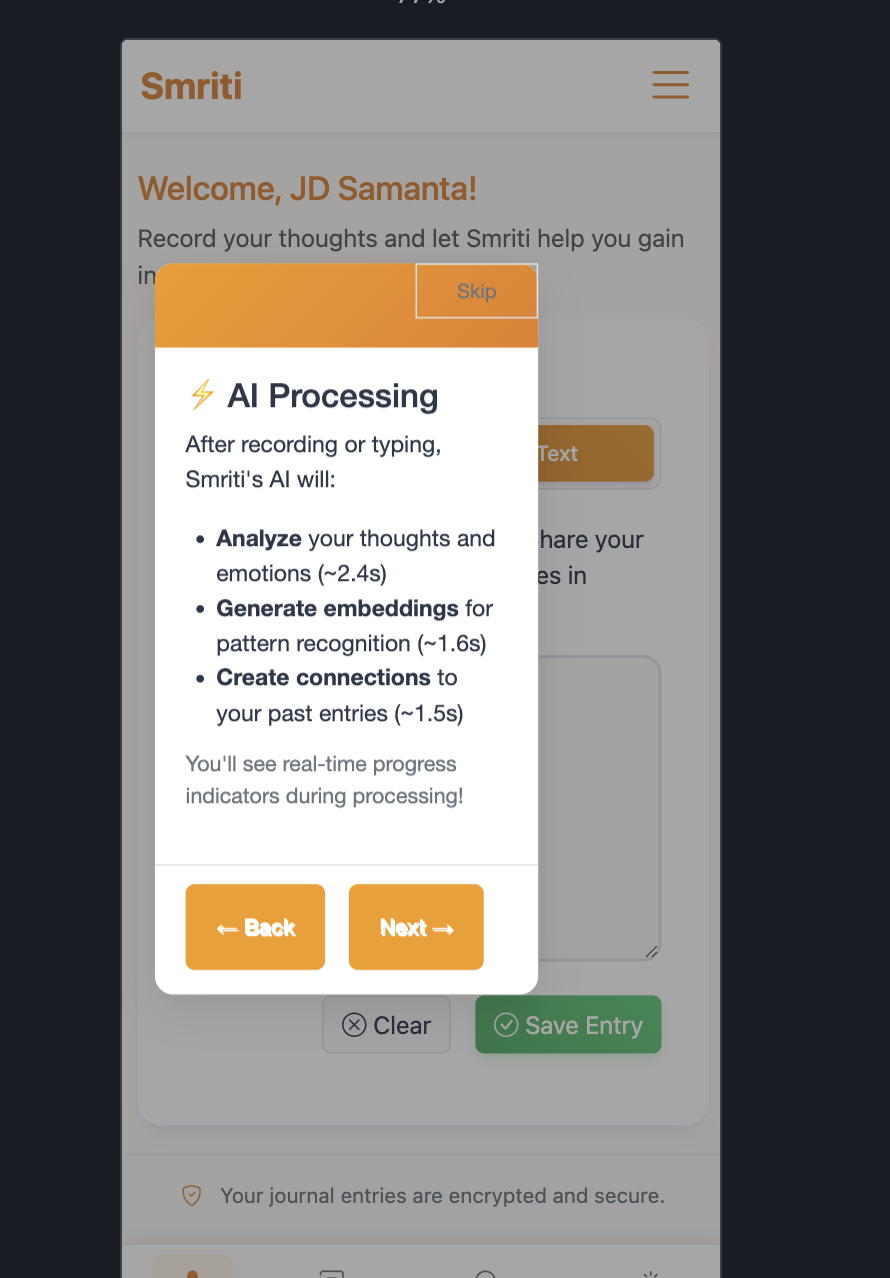 Smriti
Welcome, JD Samanta!
Record your thoughts and let Smriti help you gain
Skip
⚡ AI Processing
After recording or typing,
Smriti's AI will:
• Analyze your thoughts and
emotions (~2.4s)
• Generate embeddings for
pattern recognition (~1.6s)
• Create connections to
your past entries (~1.5s)
You'll see real-time progress
indicators during processing!
← Back
Next →
Text
your
in
Clear
Save Entry
Your journal entries are encrypted and secure.